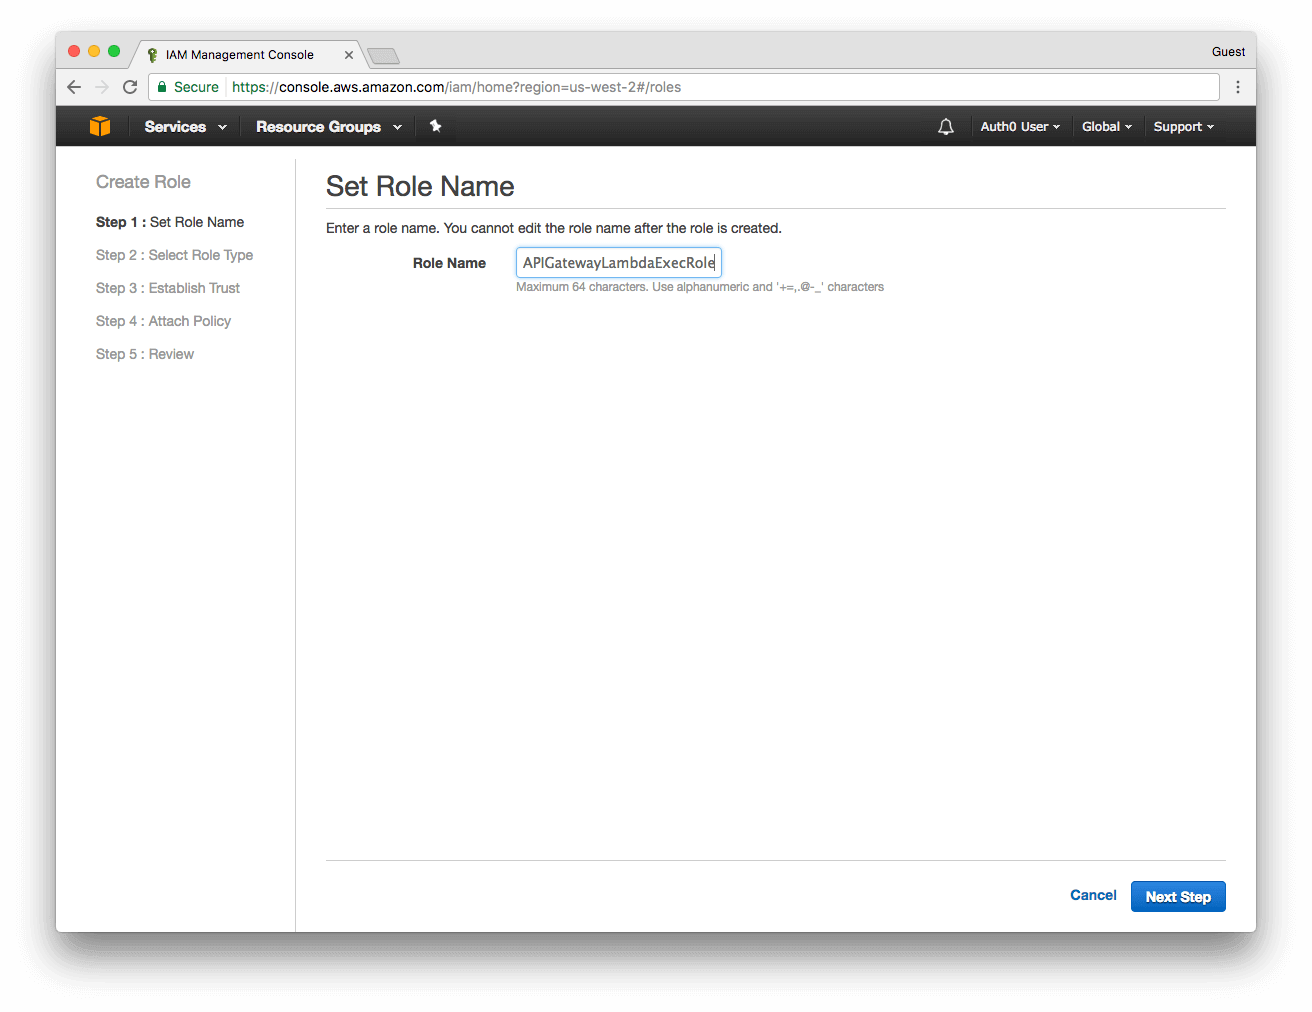 IAM Management Console
Guest
Secure https://console.aws.amazon.com/iam/home?region=us-west-2#/roles
Services Resource Groups Auth0 User Global Support
Create Role
Step 1 : Set Role Name
Step 2 : Select Role Type
Step 3 : Establish Trust
Step 4 : Attach Policy
Step 5 : Review
Set Role Name
Enter a role name. You cannot edit the role name after the role is created.
Role Name APIGatewayLambdaExecRole
Maximum 64 characters. Use alphanumeric and '+=,.@-_' characters
Cancel Next Step